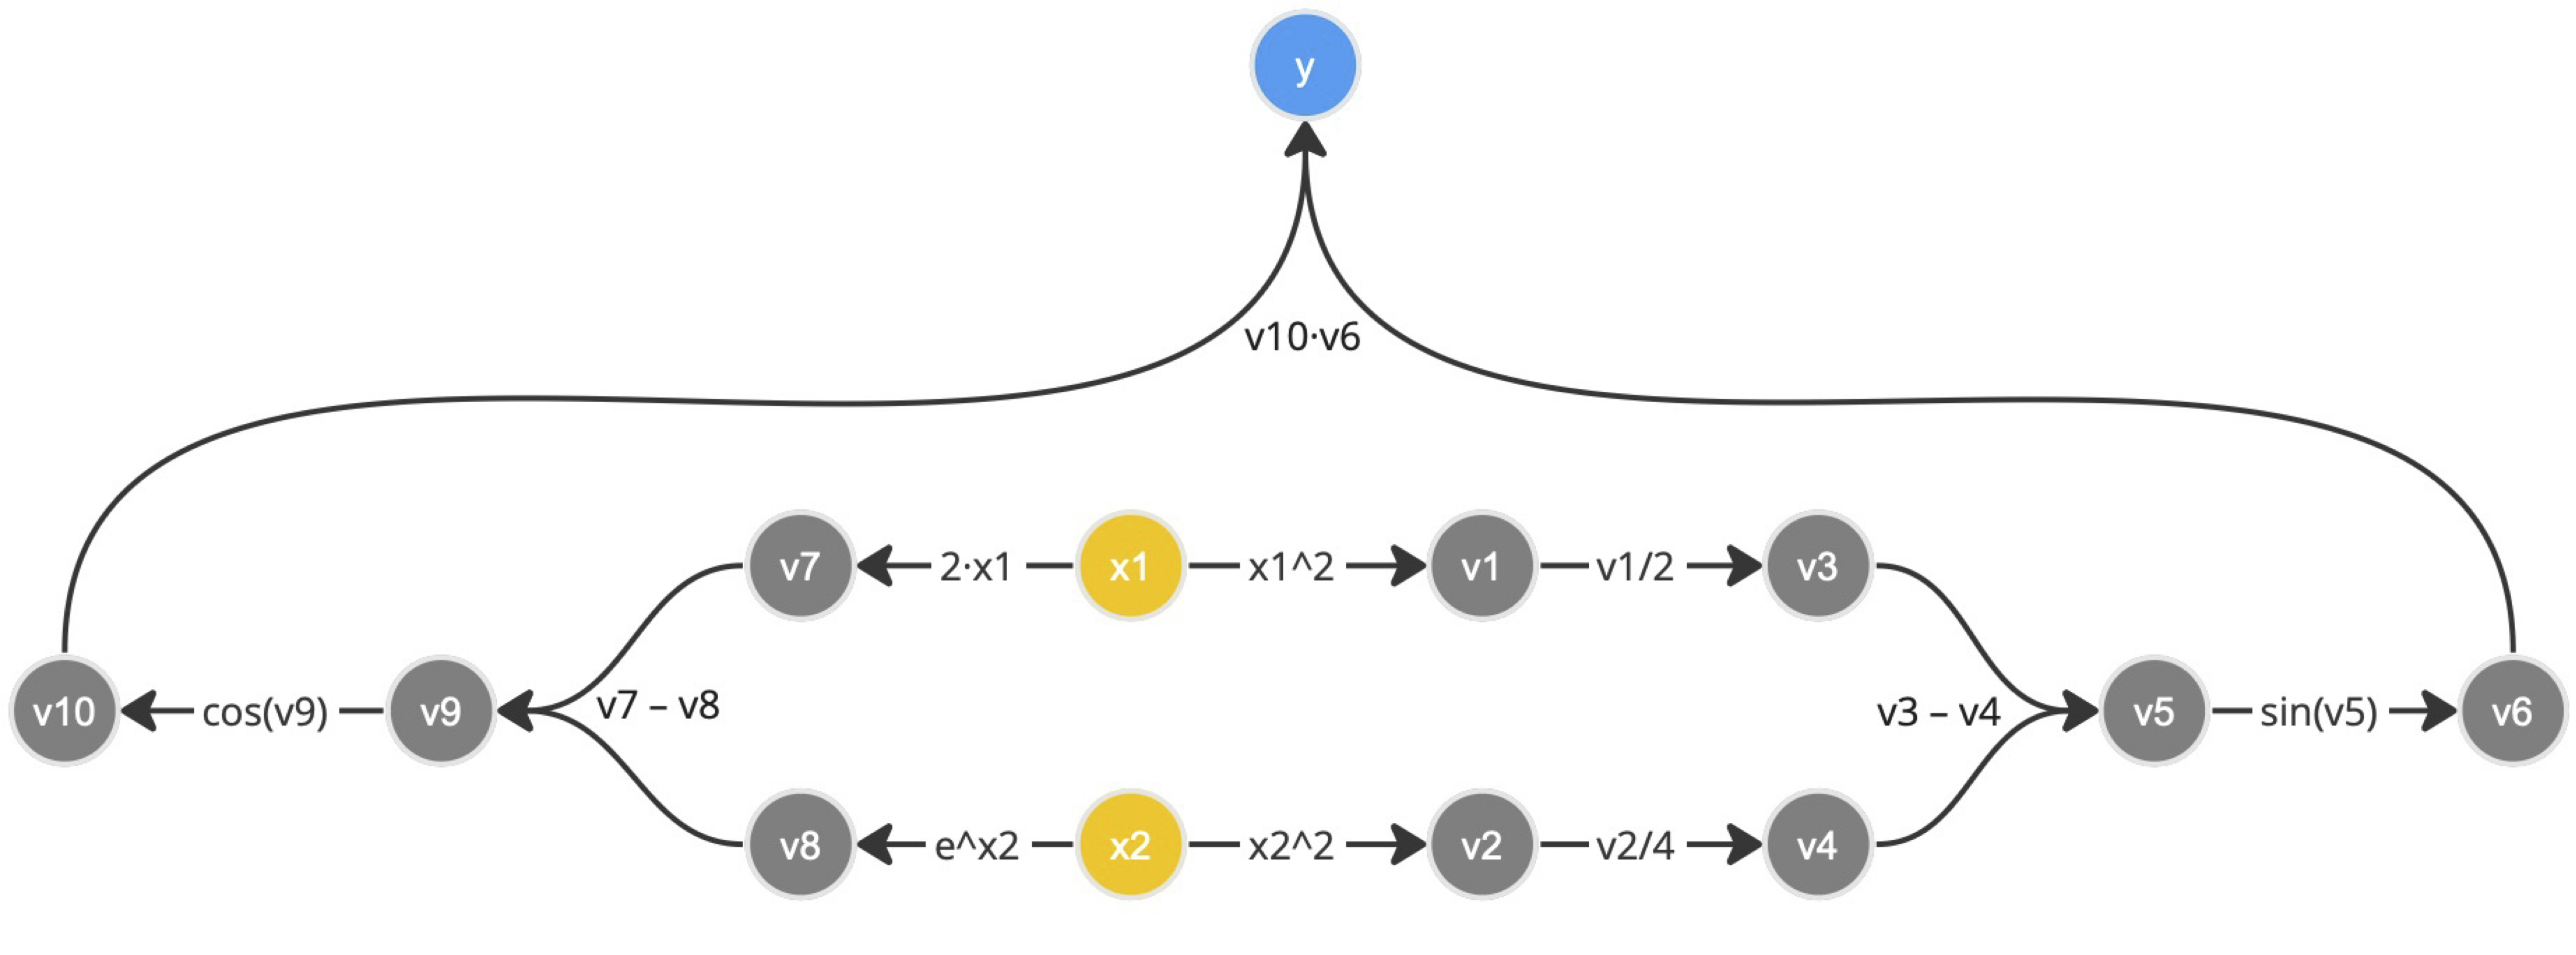 y
v10·v6
v7
2·x1
x1
x1^2
v1
v1/2
v3
v10
cos(v9)
v9
v7 – v8
v3 – v4
v5
sin(v5)
v6
v8
e^x2
x2
x2^2
v2
v2/4
v4